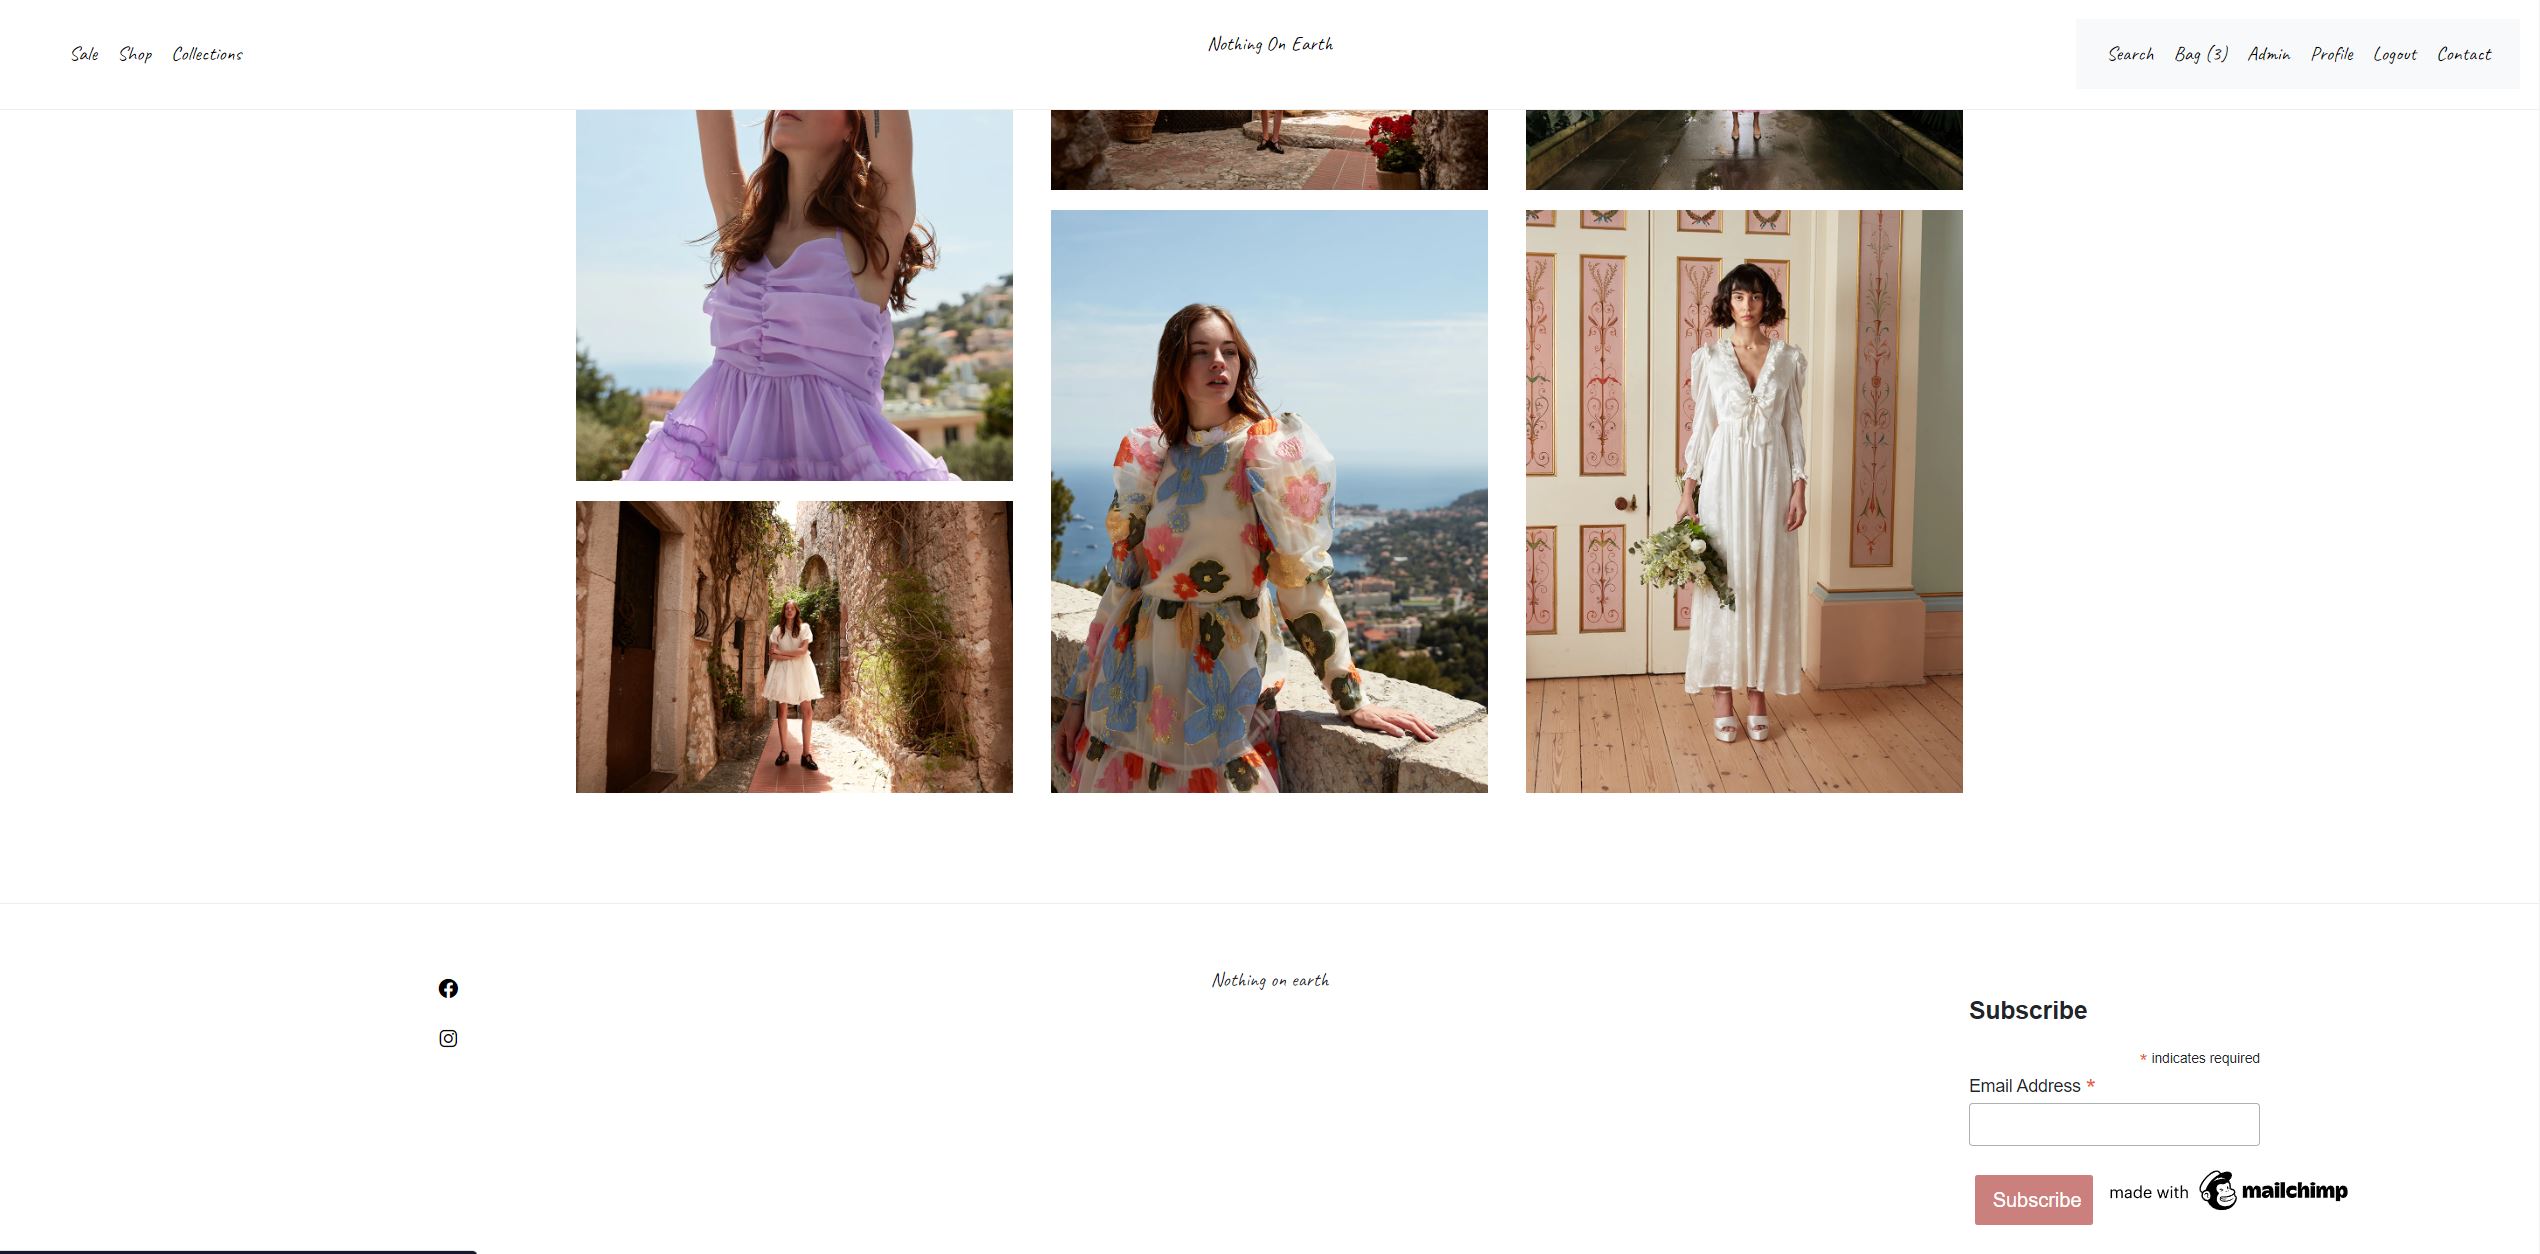 Sale Shop Collections
Nothing On Earth
Search Bag (3) Admin Profile Logout Contact
Nothing on earth
Subscribe
* indicates required
Email Address *
Subscribe
made with mailchimp